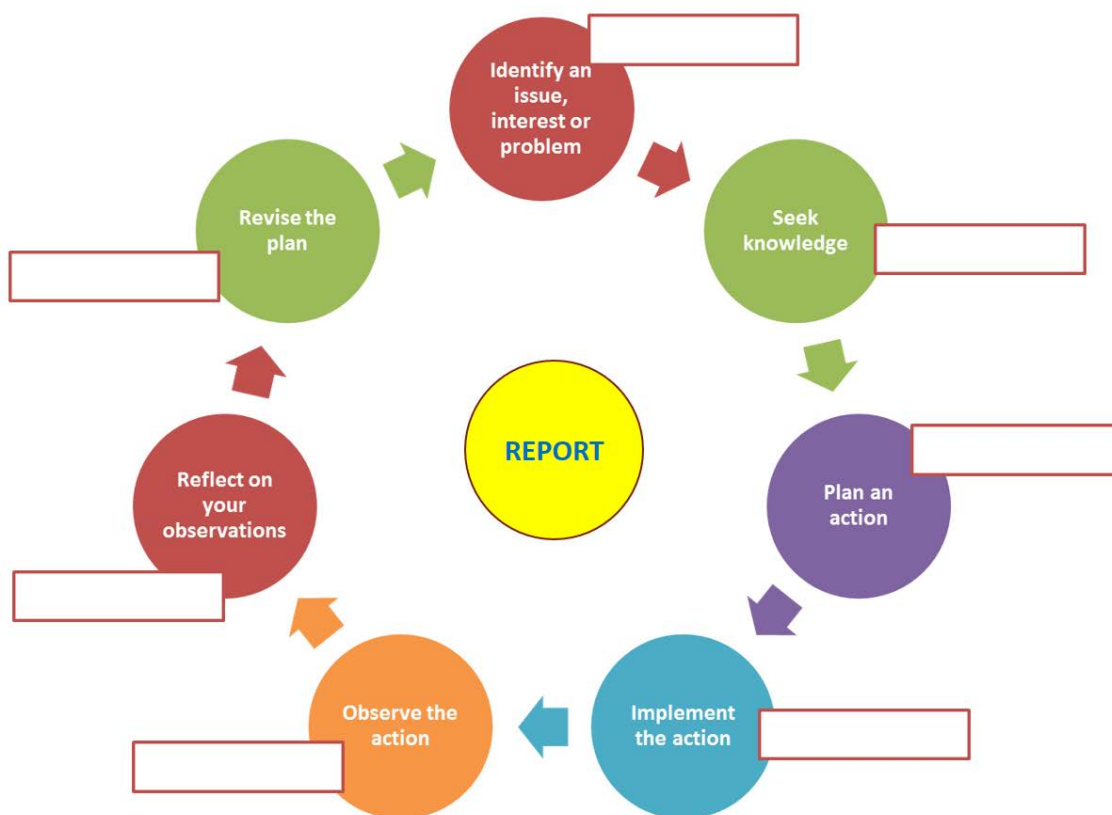 Identify an
issue,
interest or
problem
Seek
knowledge
Plan an
action
Implement
the action
Observe the
action
Reflect on
your
observations
Revise the
plan
REPORT